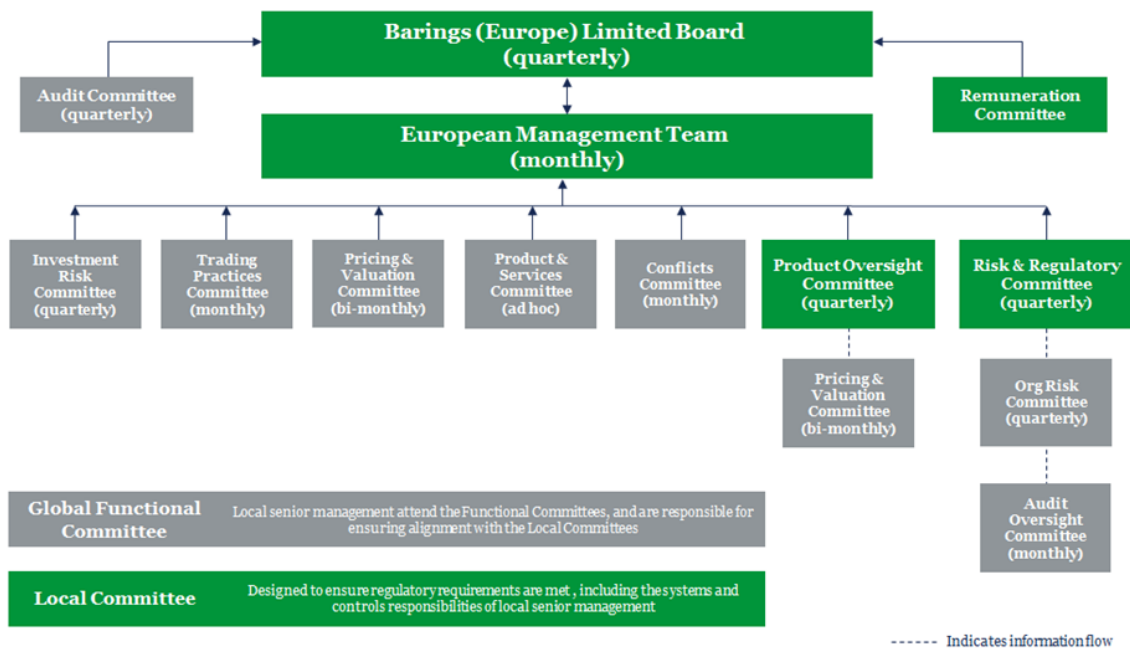 Barings (Europe) Limited Board
(quarterly)
Audit Committee
(quarterly)
Remuneration
Committee
European Management Team
(monthly)
Investment
Risk
Committee
(quarterly)
Trading
Practices
Committee
(monthly)
Pricing &
Valuation
Committee
(bi-monthly)
Product &
Services
Committee
(ad hoc)
Conflicts
Committee
(monthly)
Product Oversight
Committee
(quarterly)
Risk & Regulatory
Committee
(quarterly)
Pricing &
Valuation
Committee
(bi-monthly)
Org Risk
Committee
(quarterly)
Audit
Oversight
Committee
(monthly)
Global Functional
Committee
Local senior management attend the Functional Committees, and are responsible for
ensuring alignment with the Local Committees
Local Committee
Designed to ensure regulatory requirements are met , including the systems and
controls responsibilities of local senior management
Indicates information flow